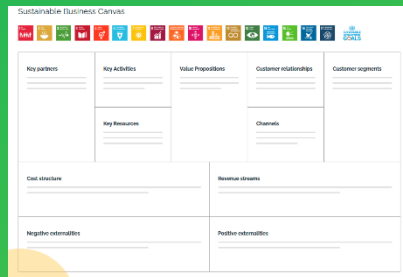 Sustainable Business Canvas
Key partners
Key Activities
Value Propositions
Customer relationships
Customer segments
Key Resources
Channels
Cost structure
Revenue streams
Negative externalities
Positive externalities